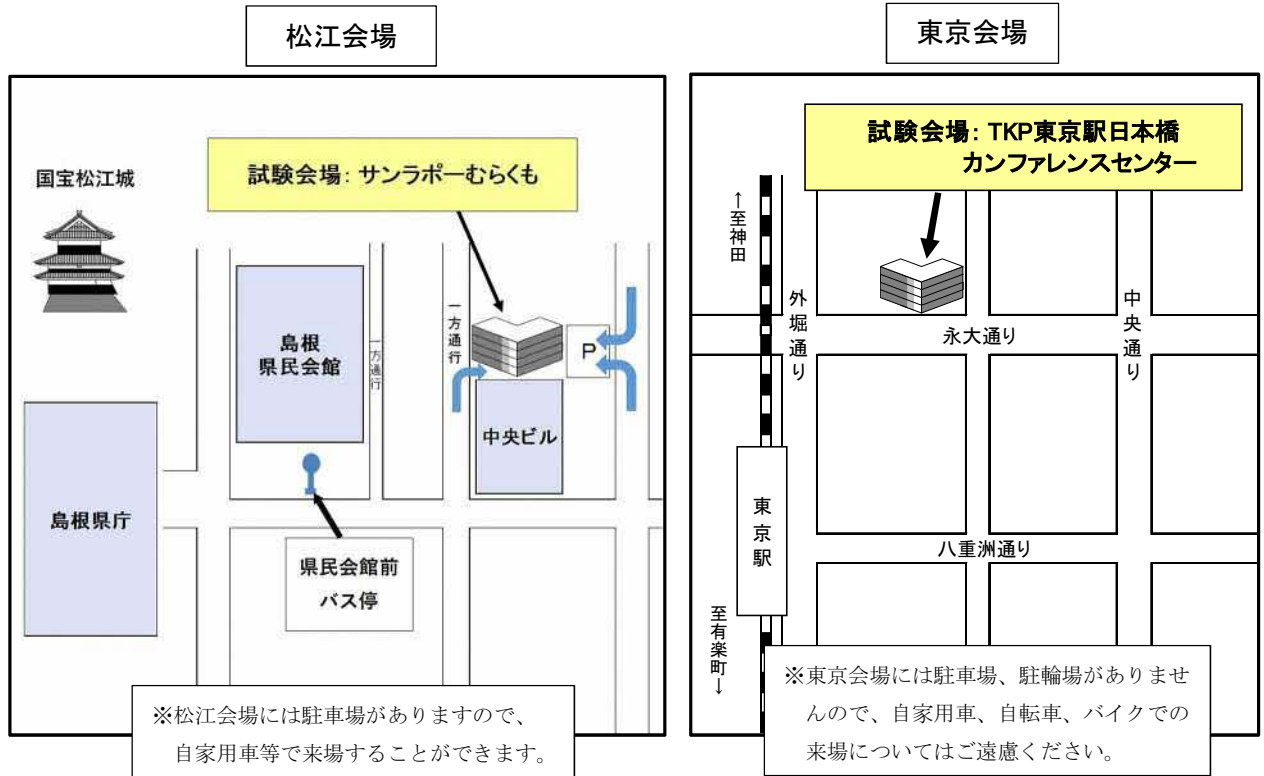 松江会場
国宝松江城
試験会場：サンラポーむらくも
島根
県民会館
一方通行
一方通行
P
中央ビル
島根県庁
県民会館前
バス停
※松江会場には駐車場がありますので、
自家用車等で来場することができます。
東京会場
試験会場：TKP東京駅日本橋
カンファレンスセンター
↑至神田
外堀通り
中央通り
永大通り
東京駅
八重洲通り
至有楽町↓
※東京会場には駐車場、駐輪場がありませ
んので、自家用車、自転車、バイクでの
来場についてはご遠慮ください。